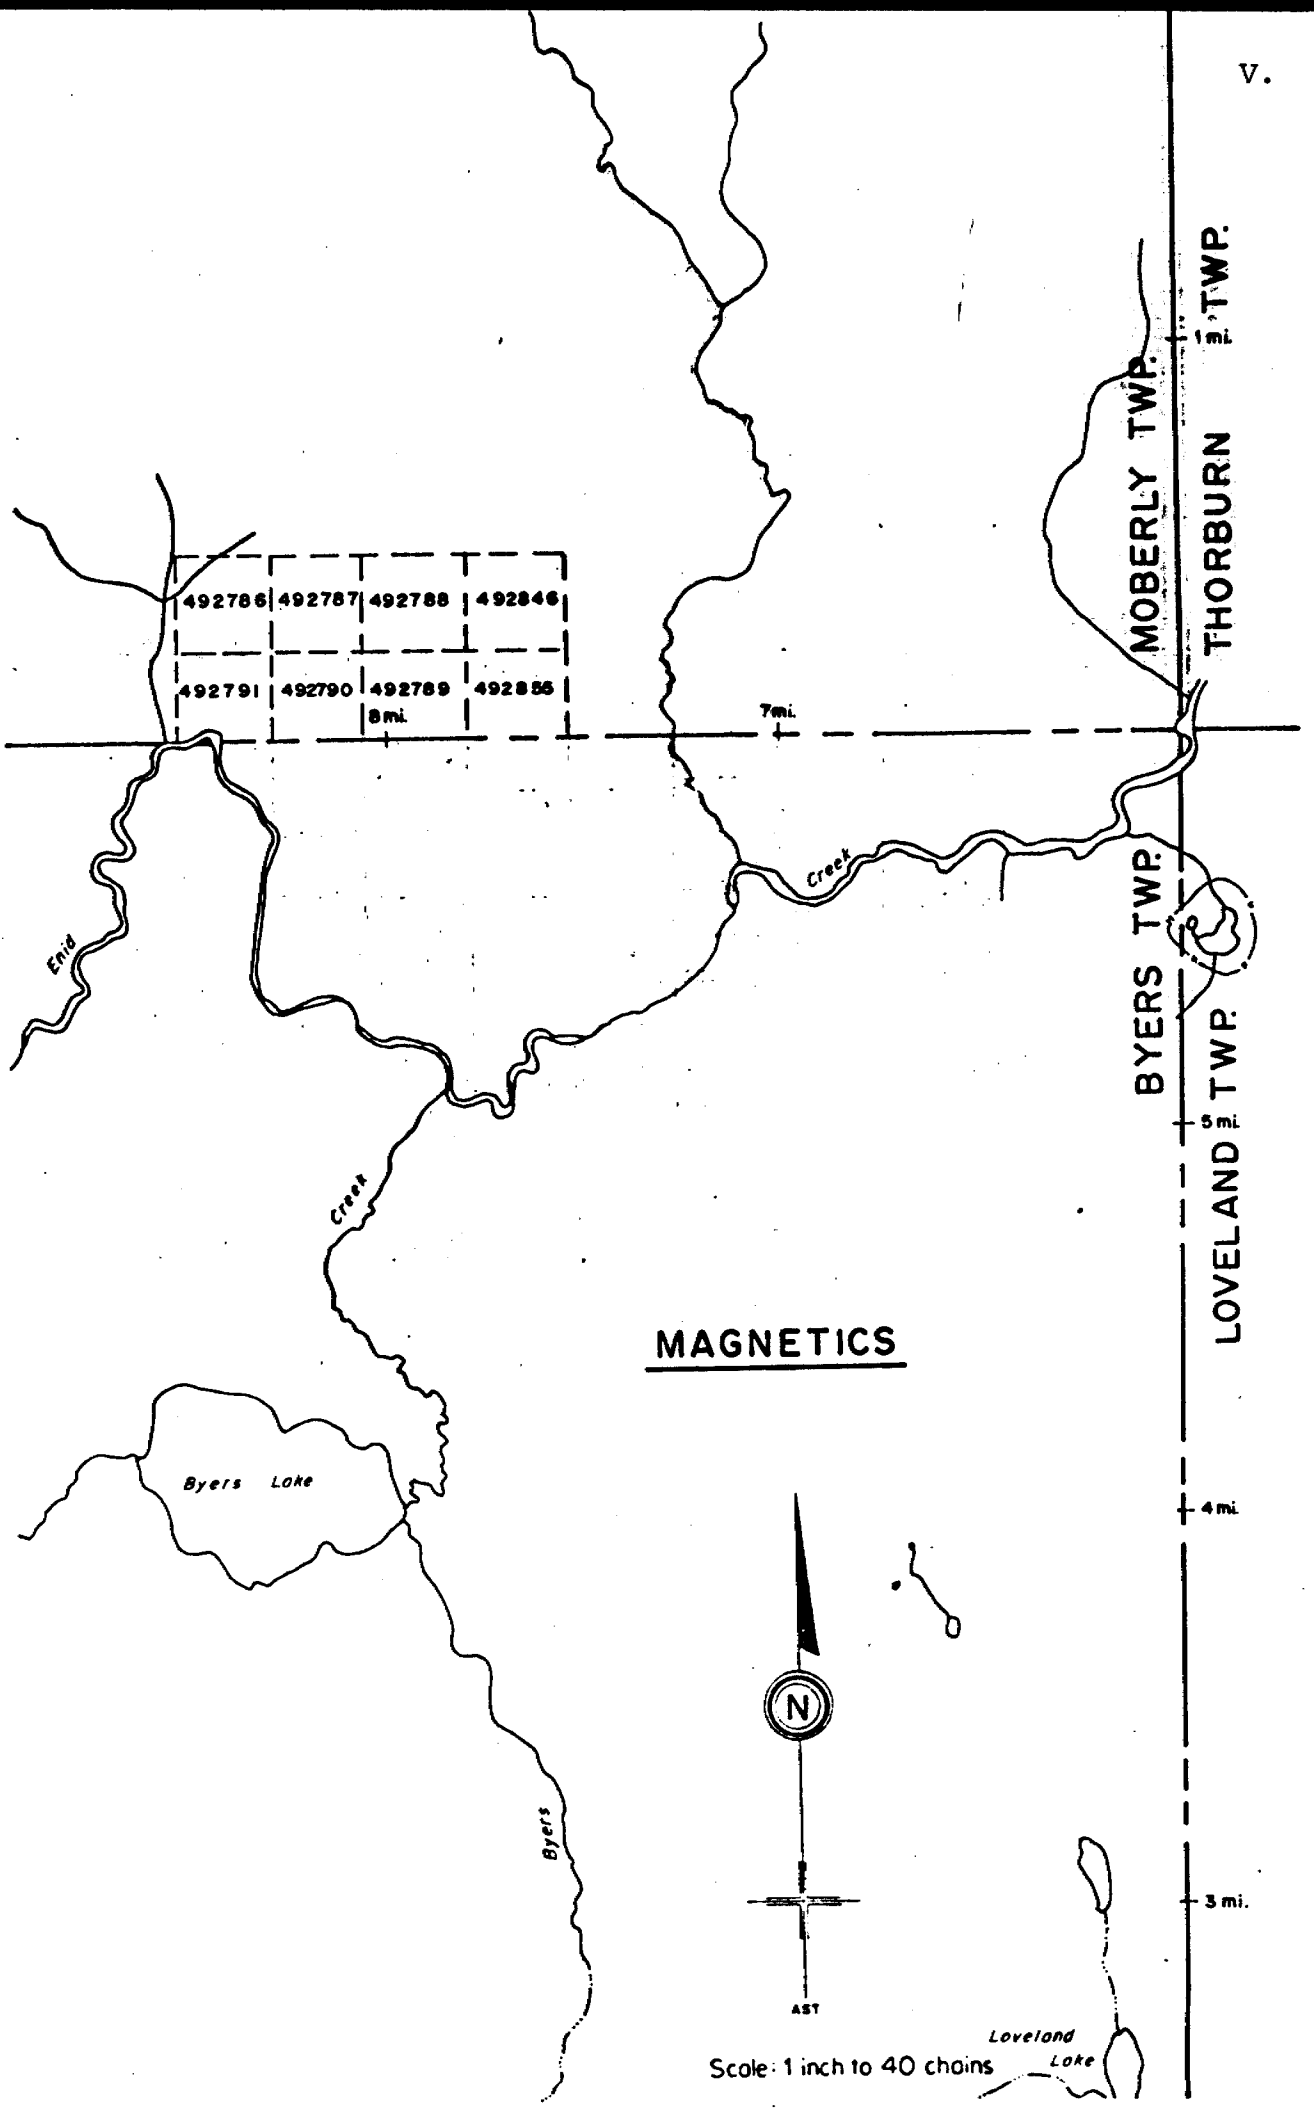 V.
MOBERLY TWP.
THORBURN TWP.
1 mi.
492786 492787 492788 492846
492791 492790 492789 492855
8 mi.
7 mi.
Creek
Enid
BYERS TWP.
LOVELAND TWP.
5 mi.
Creek
MAGNETICS
Byers Lake
4 mi.
N
Byers
3 mi.
AST
Loveland
Lake
Scale: 1 inch to 40 chains